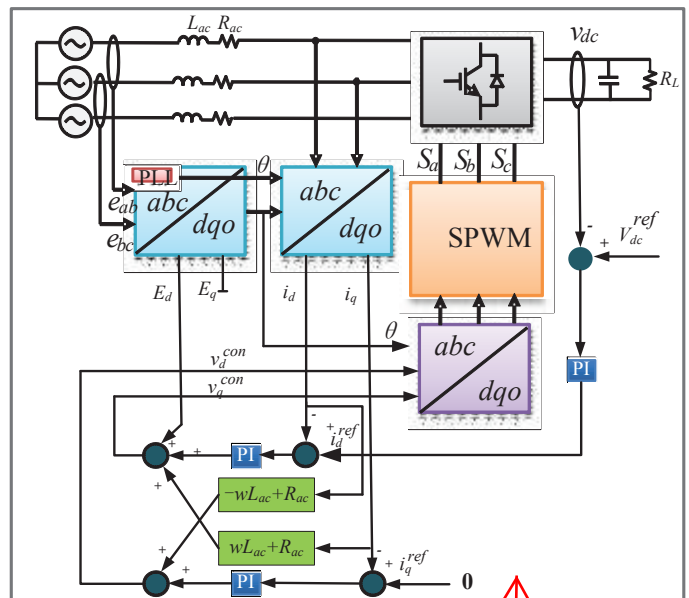 L_ac R_ac
v_dc
R_L
S_a S_b S_c
PLL θ
e_ab abc dqo
e_bc
abc dqo
SPWM
V_dc^ref
E_d E_q i_d i_q
θ
abc dqo
v_d^con
v_q^con
PI
PI
i_d^ref
−wL_ac+R_ac
wL_ac+R_ac
PI
i_q^ref
0